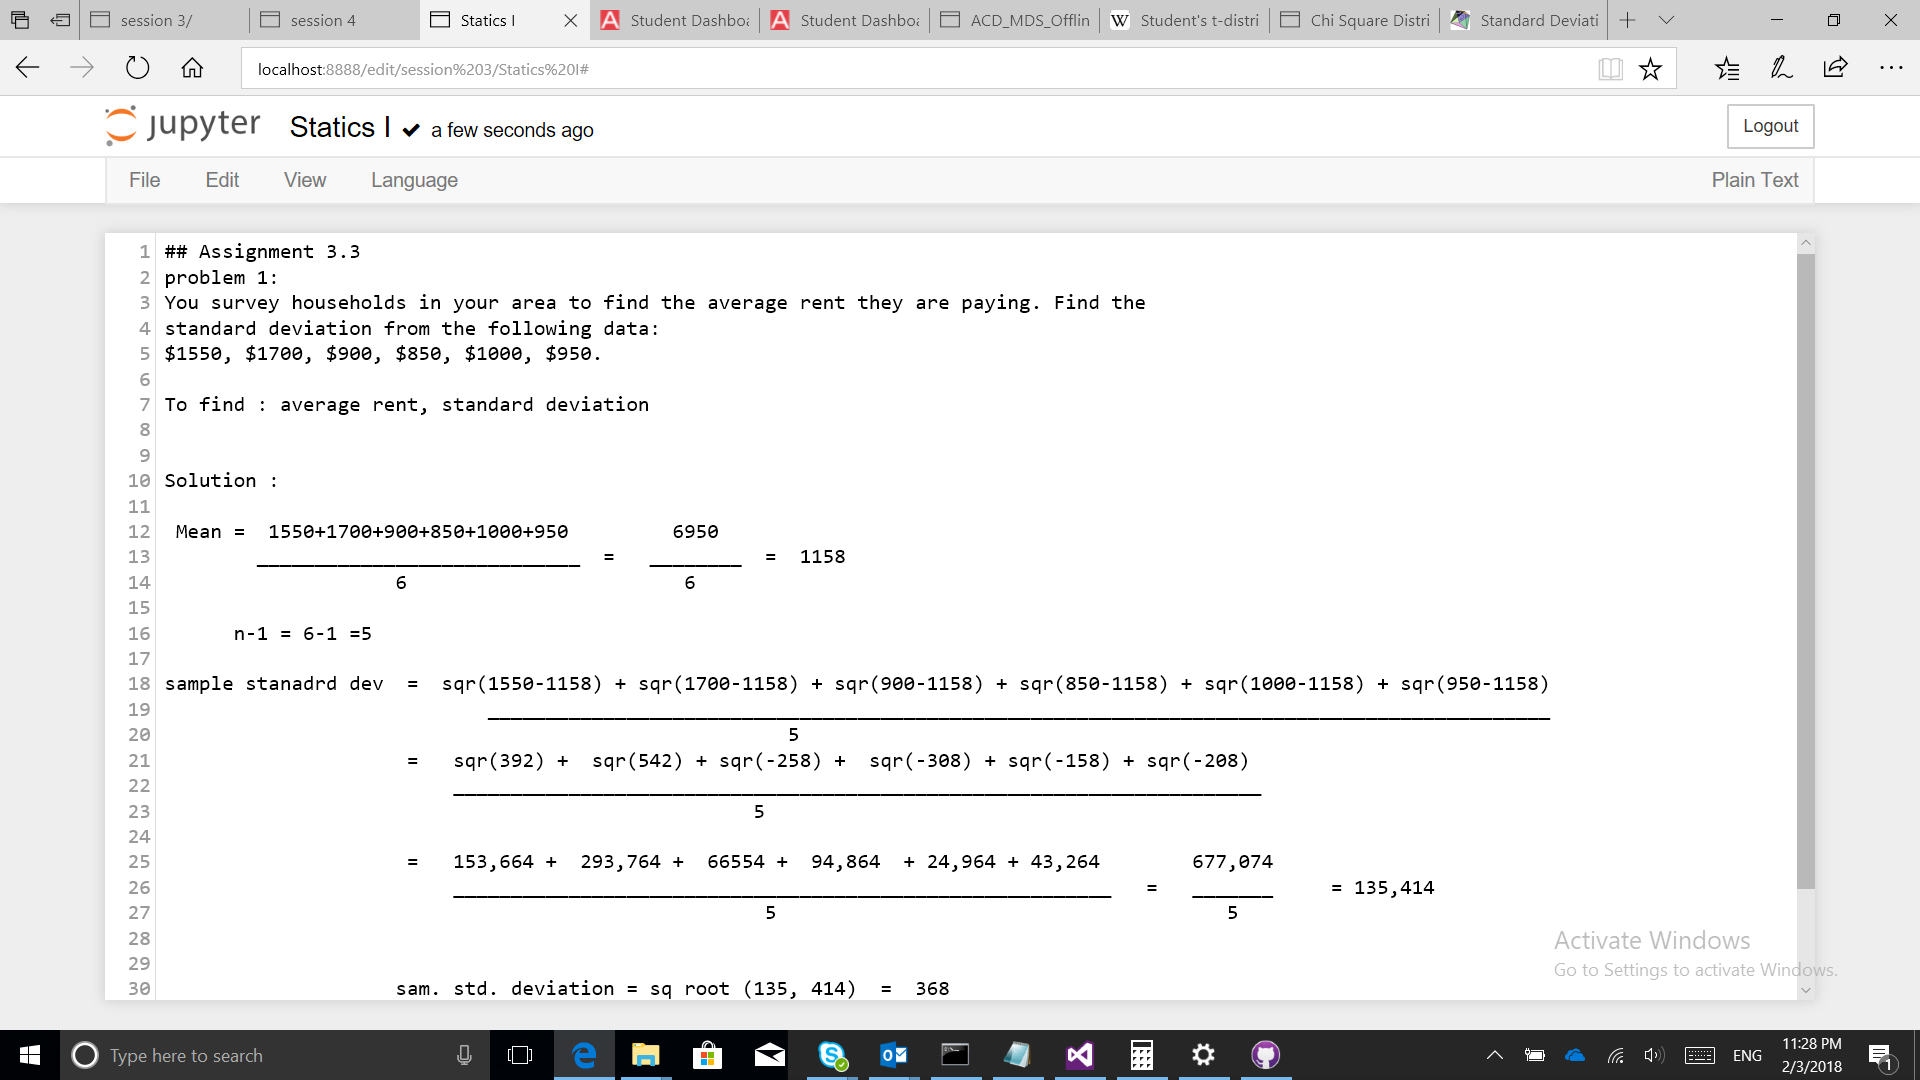 session 3/
session 4
Statics I
Student Dashboa
Student Dashboa
ACD_MDS_Offlin
Student's t-distri
Chi Square Distri
Standard Deviati
localhost:8888/edit/session%203/Statics%20I#
jupyter
Statics I a few seconds ago
Logout
File Edit View Language
Plain Text
1 ## Assignment 3.3
2 problem 1:
3 You survey households in your area to find the average rent they are paying. Find the
4 standard deviation from the following data:
5 $1550, $1700, $900, $850, $1000, $950.
6
7 To find : average rent, standard deviation
8
9
10 Solution :
11
12 Mean = 1550+1700+900+850+1000+950 6950
13 ____________________________ = ________ = 1158
14 6 6
15
16 n-1 = 6-1 =5
17
18 sample stanadrd dev = sqr(1550-1158) + sqr(1700-1158) + sqr(900-1158) + sqr(850-1158) + sqr(1000-1158) + sqr(950-1158)
19 ____________________________________________________________________________________________
20 5
21 = sqr(392) + sqr(542) + sqr(-258) + sqr(-308) + sqr(-158) + sqr(-208)
22 ______________________________________________________________________
23 5
24
25 = 153,664 + 293,764 + 66554 + 94,864 + 24,964 + 43,264 677,074
26 _________________________________________________________ = _______ = 135,414
27 5 5
28
29
30 sam. std. deviation = sq root (135, 414) = 368
Activate Windows
Go to Settings to activate Windows.
Type here to search
ENG
11:28 PM
2/3/2018
1